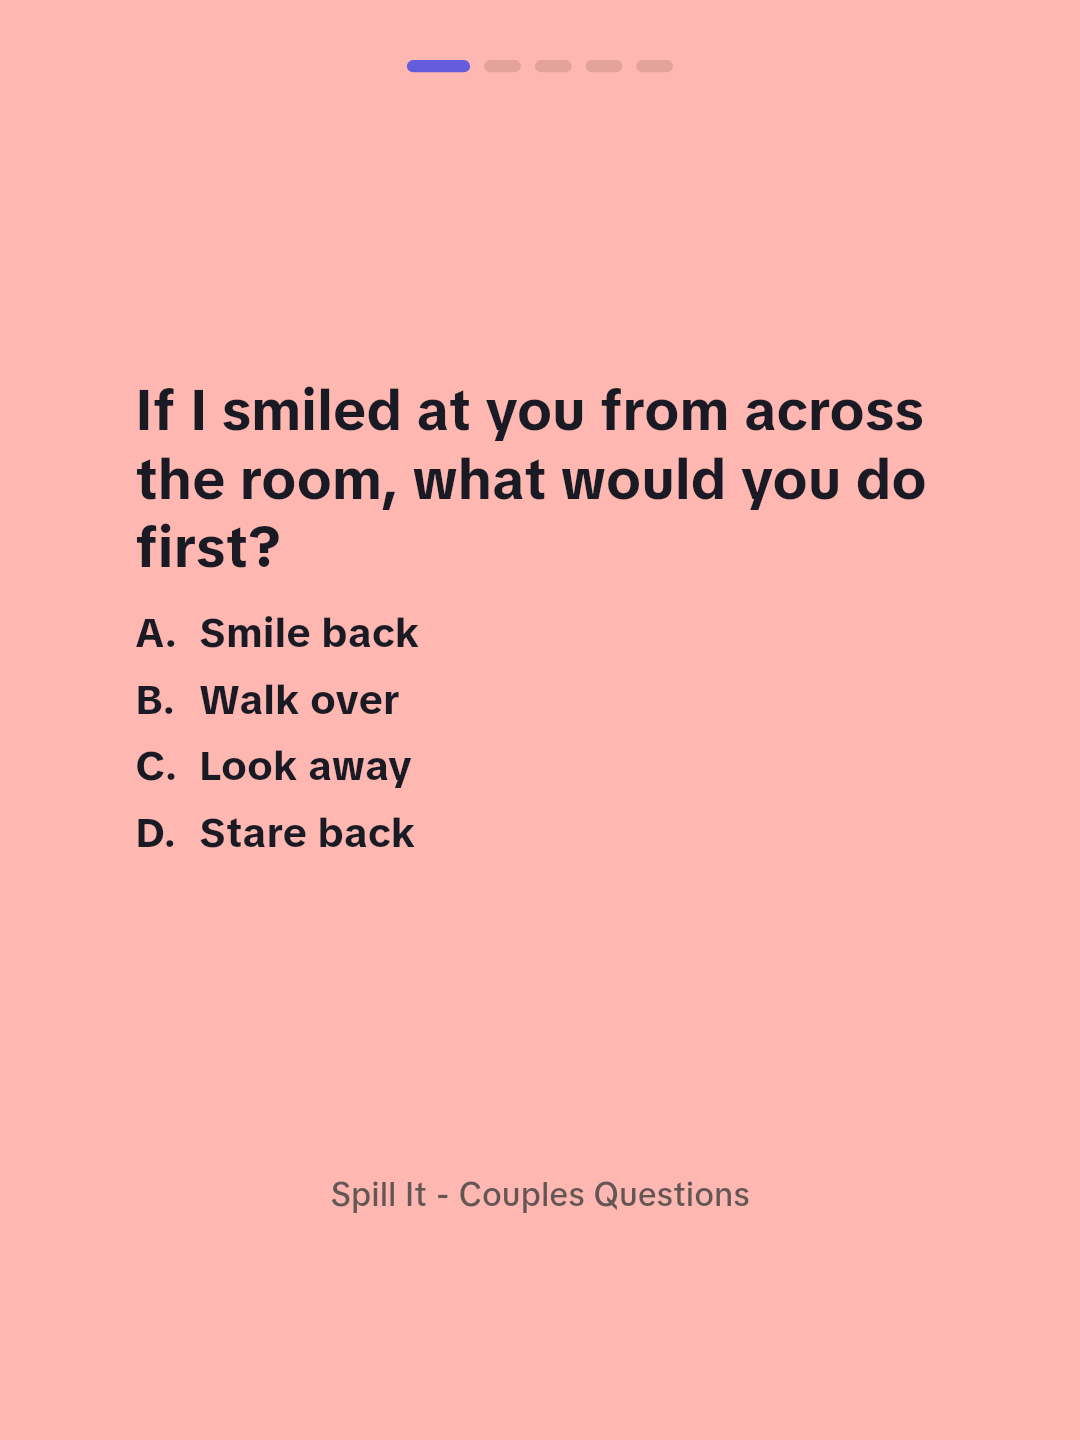 If I smiled at you from across
the room, what would you do
first?
A. Smile back
B. Walk over
C. Look away
D. Stare back
Spill It - Couples Questions